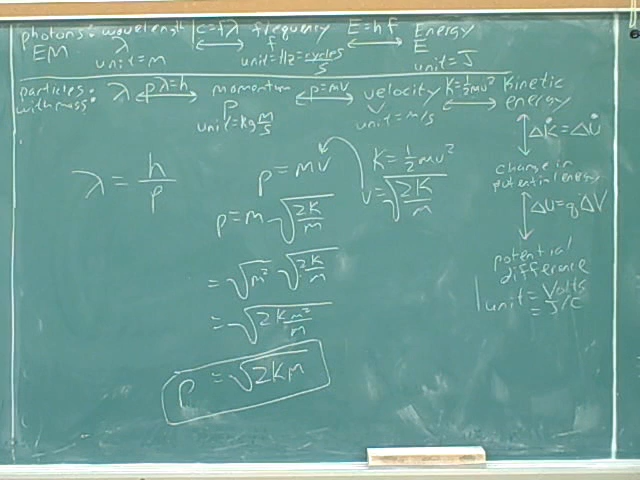 photons: wavelength c=fλ frequency E=hf Energy
EM λ f E
unit=m unit=Hz=cycles/s unit=J
particles with mass: λ pλ=h momentum p=mv velocity K=½mv² Kinetic energy
p v
unit=kg m/s unit=m/s
ΔK=ΔU
change in
potential energy
ΔU=qΔV
potential
difference
unit=Volts
=J/C
λ = h/p
p = mv
p = m√(2K/m)
= √m² √(2K/m)
= √(2K m²/m)
p = √2Km
K=½mv²
v=√(2K/m)